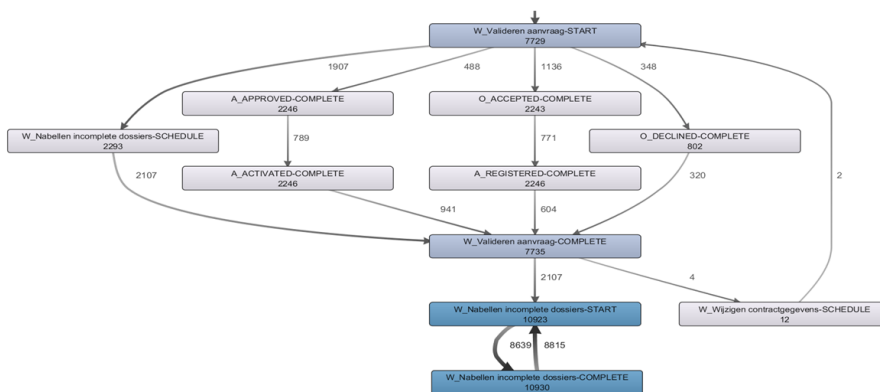 W_Valideren aanvraag-START
7729
1907
488
1136
348
A_APPROVED-COMPLETE
2246
O_ACCEPTED-COMPLETE
2243
W_Nabellen incomplete dossiers-SCHEDULE
2293
789
771
O_DECLINED-COMPLETE
802
2107
A_ACTIVATED-COMPLETE
2246
A_REGISTERED-COMPLETE
2246
320
2
941
604
W_Valideren aanvraag-COMPLETE
7735
2107
4
W_Nabellen incomplete dossiers-START
10923
W_Wijzigen contractgegevens-SCHEDULE
12
8639
8815
W_Nabellen incomplete dossiers-COMPLETE
10930